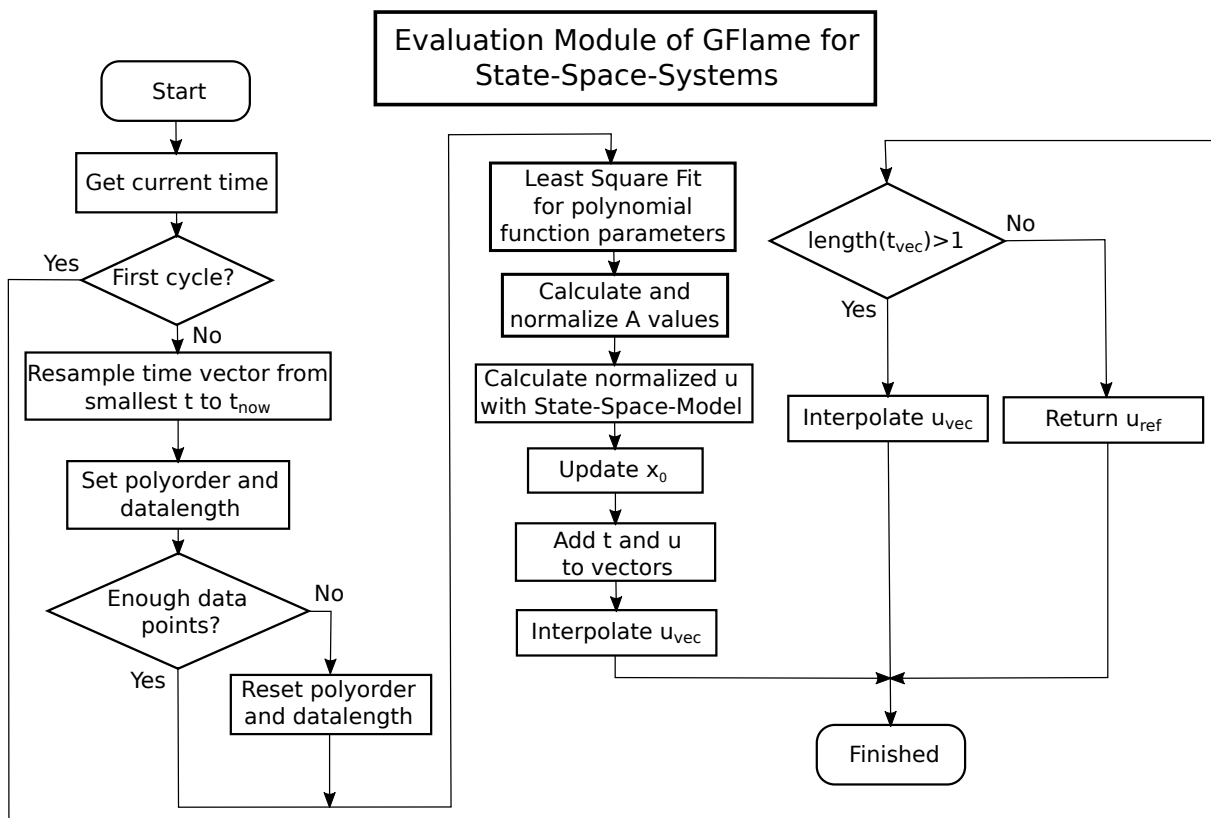 Evaluation Module of GFlame for
State-Space-Systems
Start
Get current time
First cycle?
Yes
No
Resample time vector from
smallest t to tnow
Set polyorder and
datalength
Enough data
points?
No
Yes
Reset polyorder
and datalength
Least Square Fit
for polynomial
function parameters
Calculate and
normalize A values
Calculate normalized u
with State-Space-Model
Update x0
Add t and u
to vectors
Interpolate uvec
length(tvec)>1
No
Yes
Interpolate uvec
Return uref
Finished